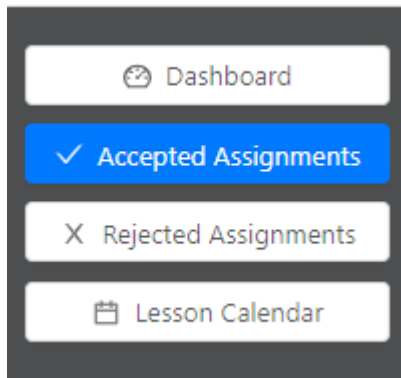 Dashboard
Accepted Assignments
X Rejected Assignments
Lesson Calendar